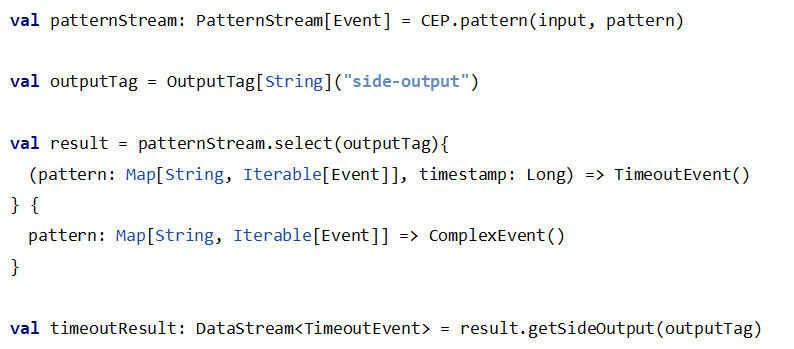 val patternStream: PatternStream[Event] = CEP.pattern(input, pattern)
val outputTag = OutputTag[String]("side-output")
val result = patternStream.select(outputTag){
  (pattern: Map[String, Iterable[Event]], timestamp: Long) => TimeoutEvent()
} {
  pattern: Map[String, Iterable[Event]] => ComplexEvent()
}
val timeoutResult: DataStream<TimeoutEvent> = result.getSideOutput(outputTag)